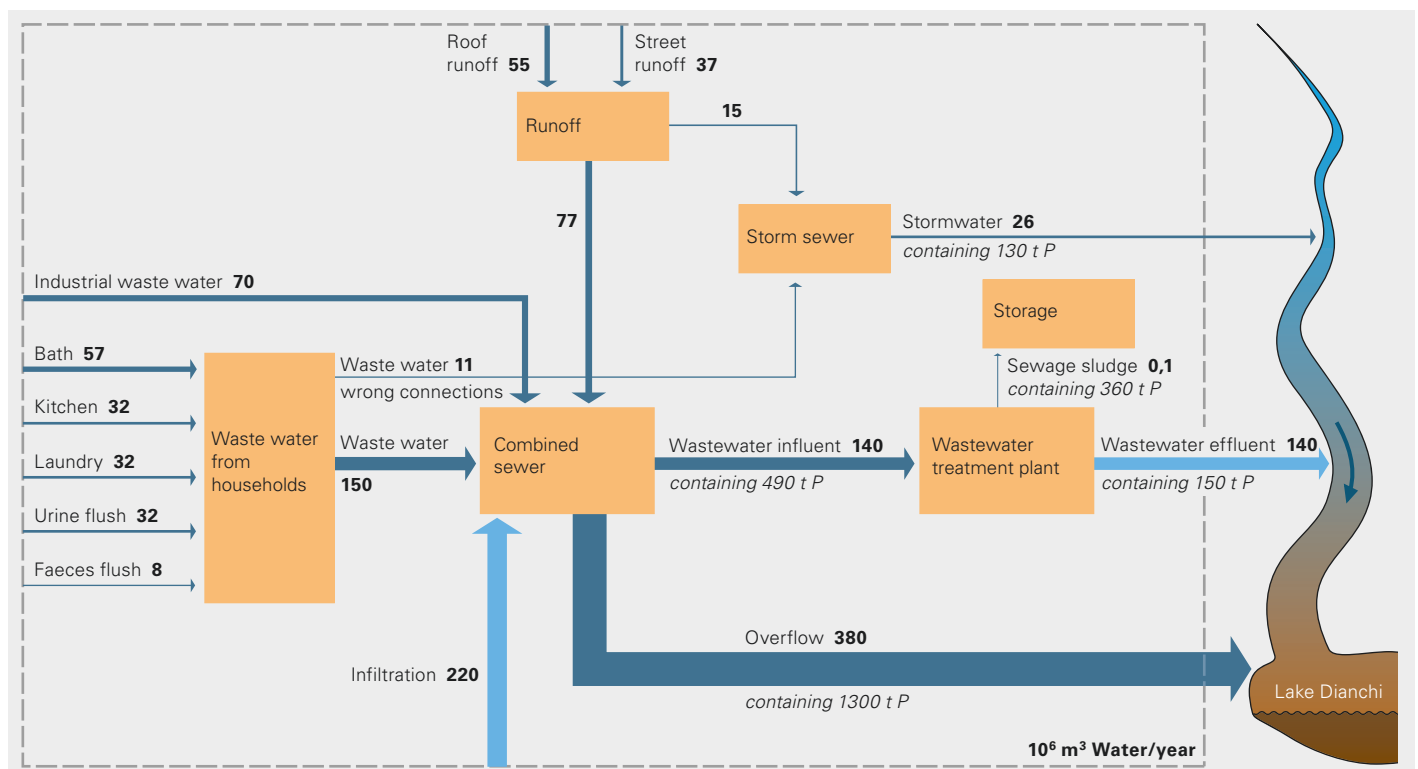 Roof
runoff 55
Street
runoff 37
Runoff
15
77
Storm sewer
Stormwater 26
containing 130 t P
Industrial waste water 70
Storage
Bath 57
Kitchen 32
Laundry 32
Urine flush 32
Faeces flush 8
Waste water
from
households
Waste water 11
wrong connections
Waste water
150
Combined
sewer
Sewage sludge 0,1
containing 360 t P
Wastewater influent 140
containing 490 t P
Wastewater
treatment plant
Wastewater effluent 140
containing 150 t P
Infiltration 220
Overflow 380
containing 1300 t P
Lake Dianchi
10⁶ m³ Water/year